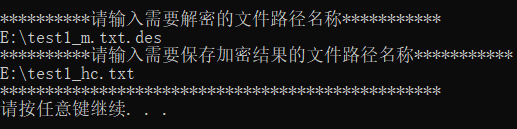 **********请输入需要解密的文件路径名称***********
E:\test1_m.txt.des
**********请输入需要保存加密结果的文件路径名称***********
E:\test1_hc.txt
*************************************************
请按任意键继续. . .